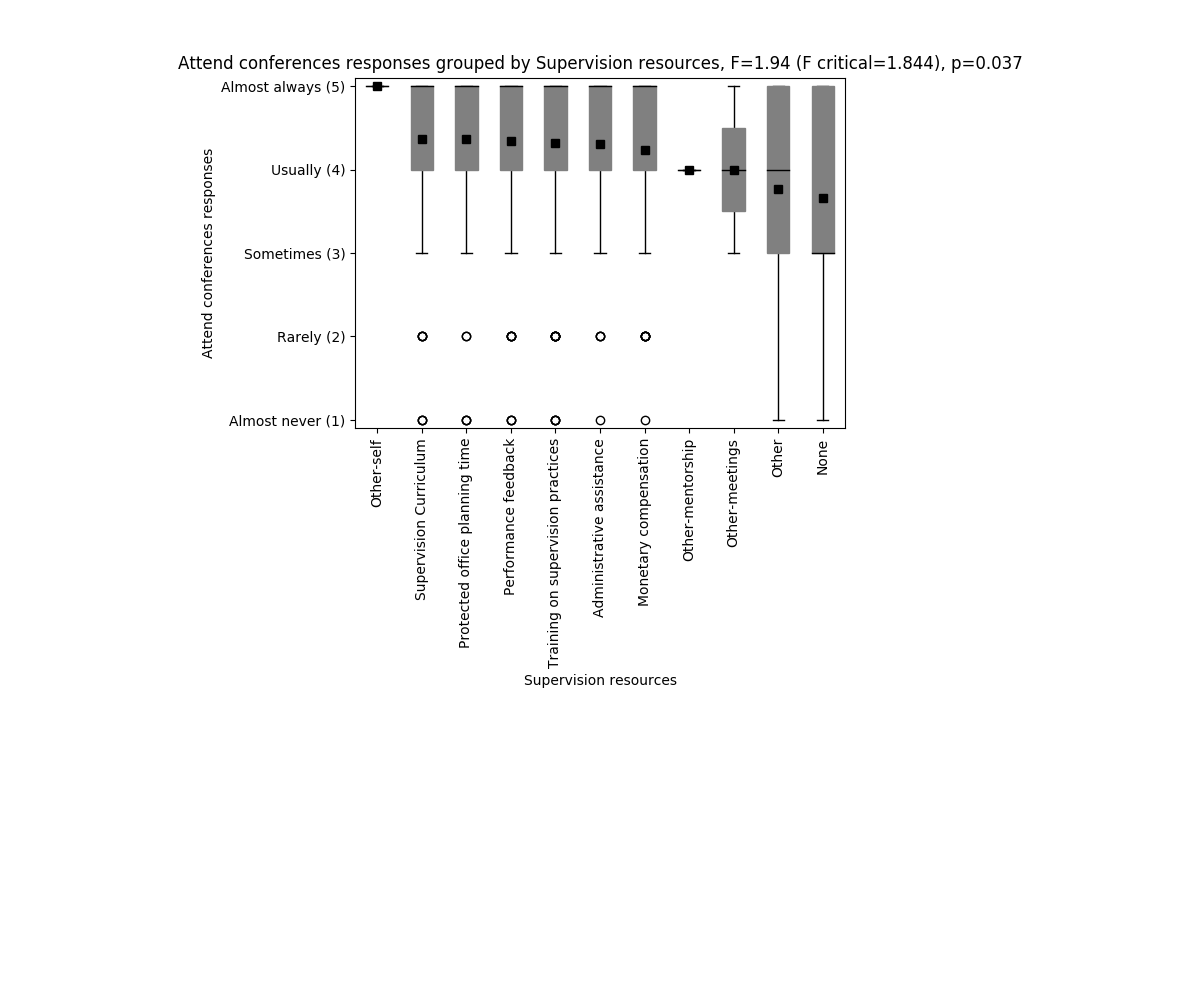 Attend conferences responses grouped by Supervision resources, F=1.94 (F critical=1.844), p=0.037
Attend conferences responses
Almost always (5)
Usually (4)
Sometimes (3)
Rarely (2)
Almost never (1)
Other-self
Supervision Curriculum
Protected office planning time
Performance feedback
Training on supervision practices
Administrative assistance
Monetary compensation
Other-mentorship
Other-meetings
Other
None
Supervision resources